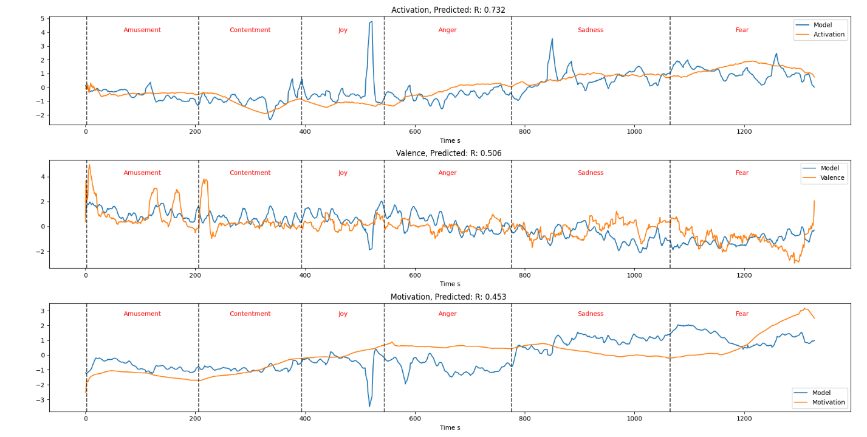 Activation, Predicted: R: 0.732
5
4
3
2
1
0
−1
−2
Amusement
Contentment
Joy
Anger
Sadness
Fear
Model
Activation
0
200
400
600
800
1000
1200
Time s
Valence, Predicted: R: 0.506
4
2
0
−2
Amusement
Contentment
Joy
Anger
Sadness
Fear
Model
Valence
0
200
400
600
800
1000
1200
Time s
Motivation, Predicted: R: 0.453
3
2
1
0
−1
−2
−3
Amusement
Contentment
Joy
Anger
Sadness
Fear
Model
Motivation
0
200
400
600
800
1000
1200
Time s